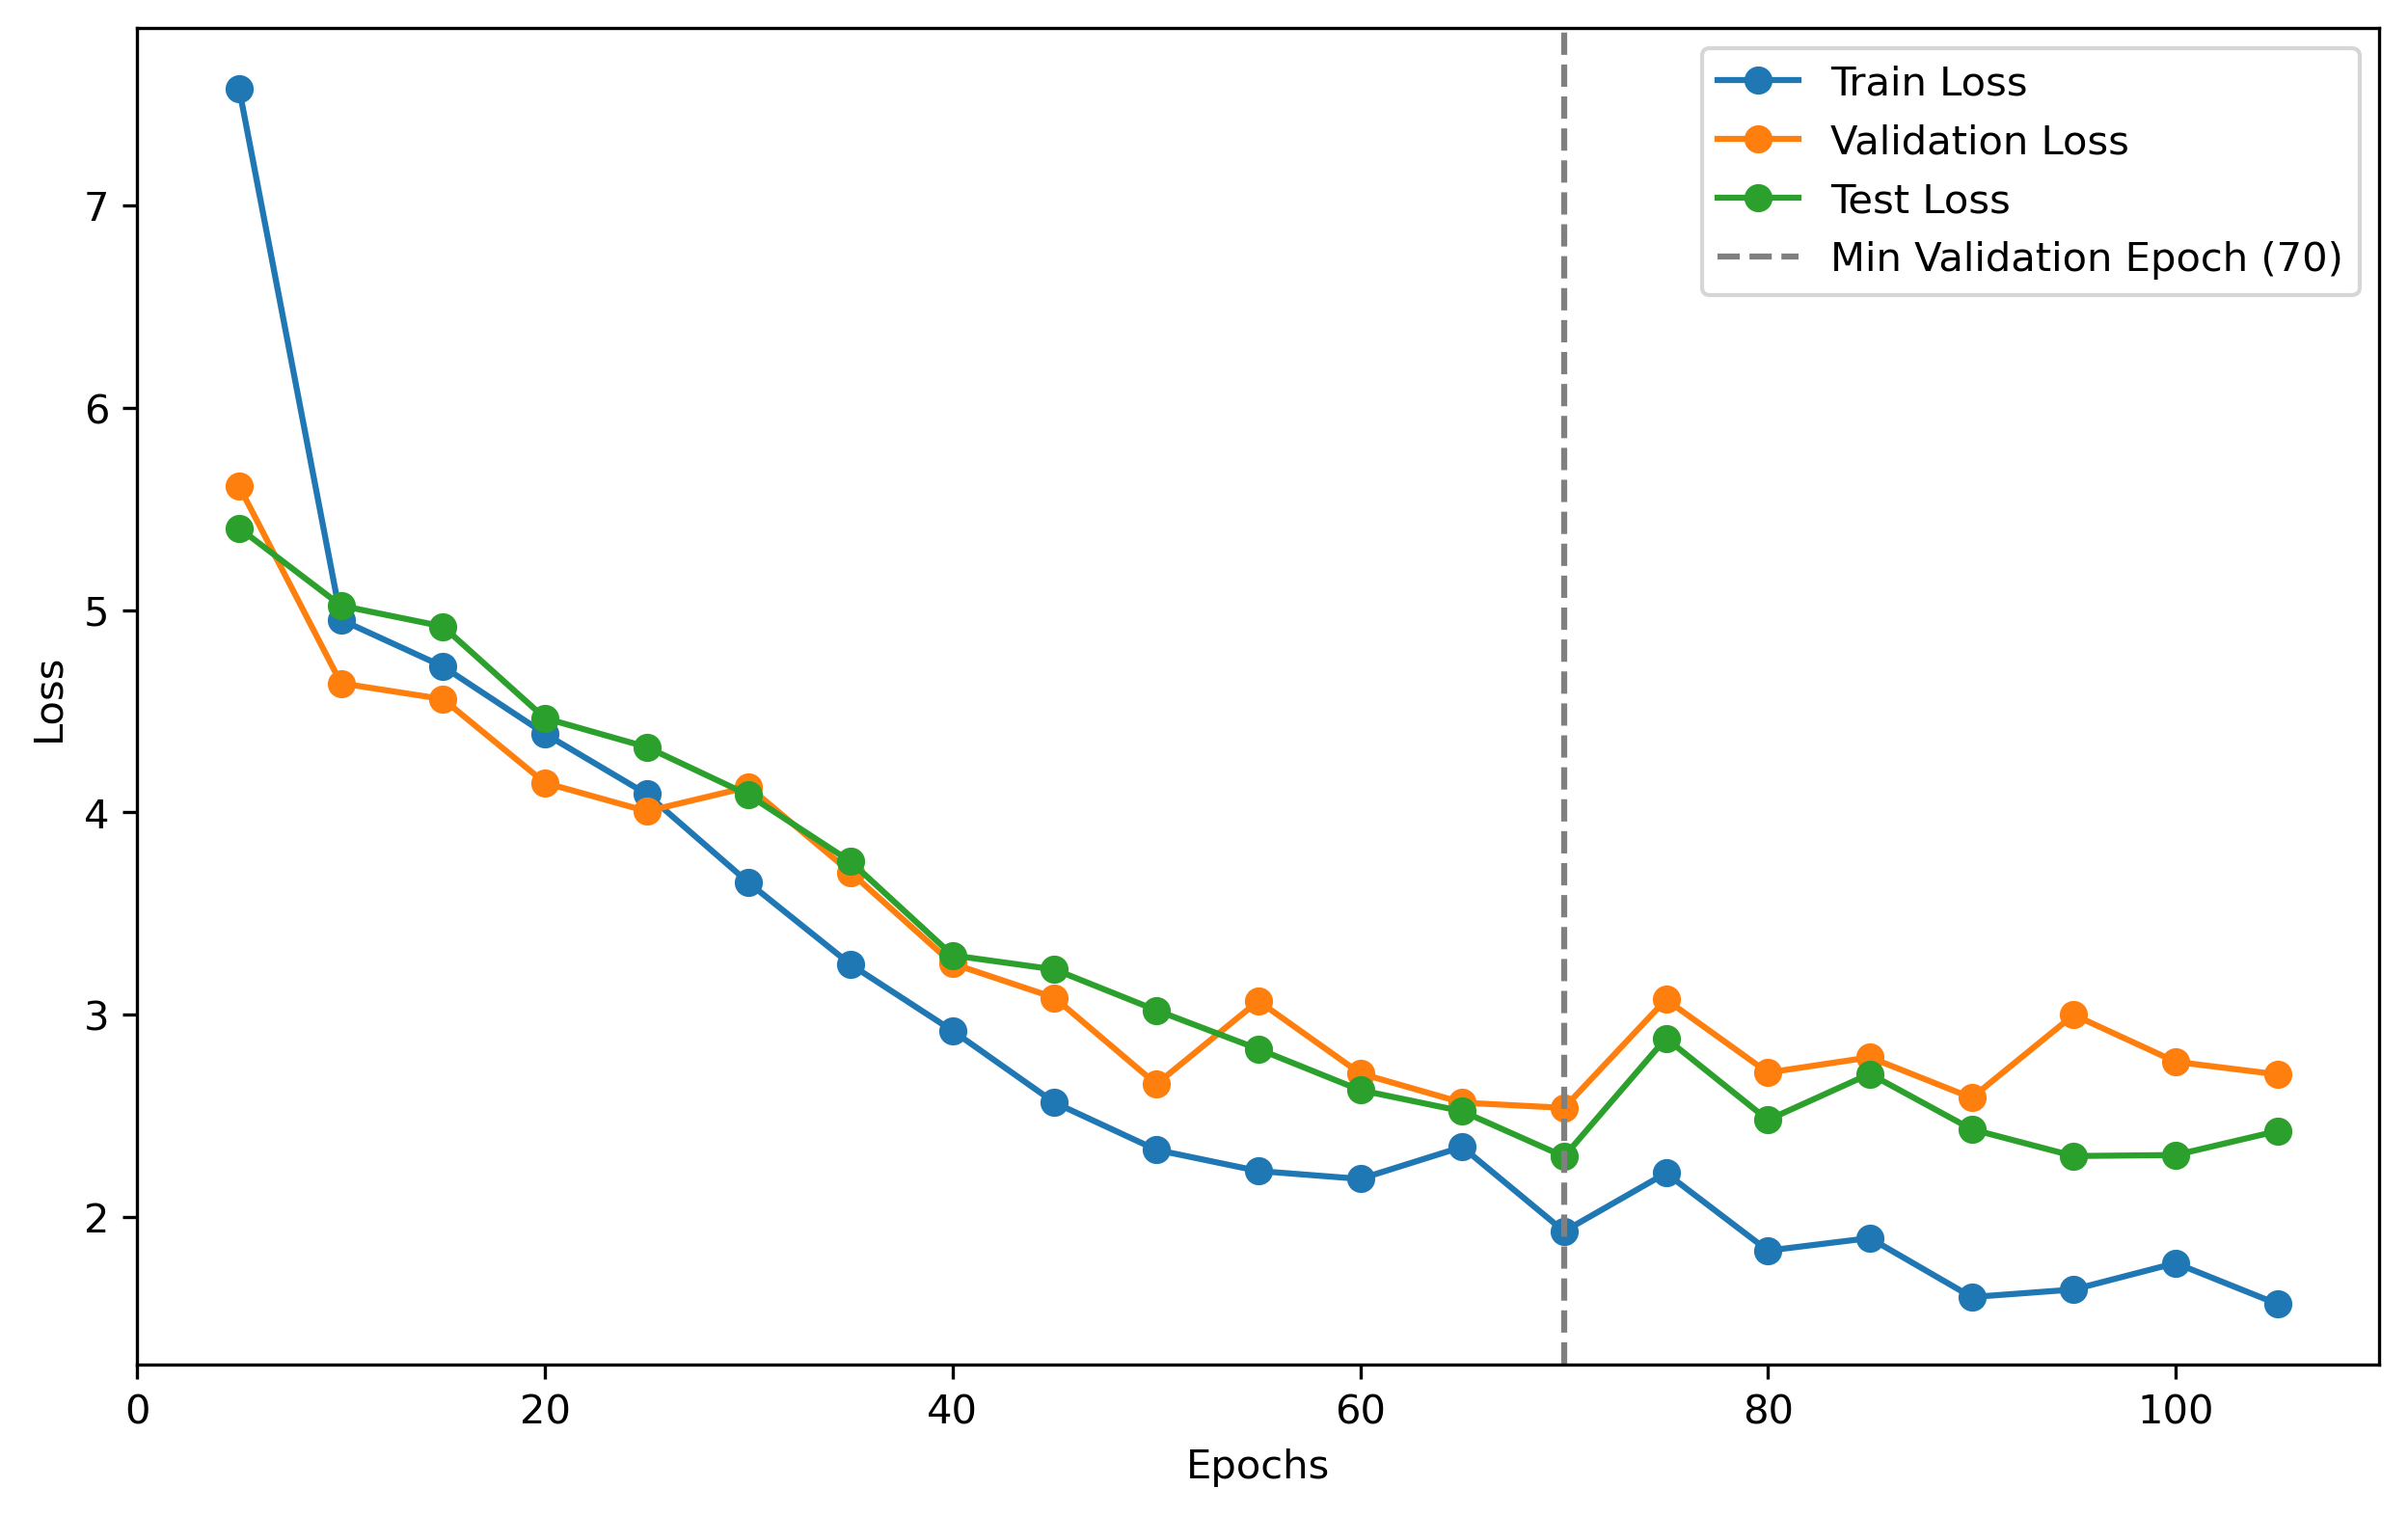 Train Loss
Validation Loss
Test Loss
Min Validation Epoch (70)
7
6
5
4
3
2
Loss
0 20 40 60 80 100
Epochs